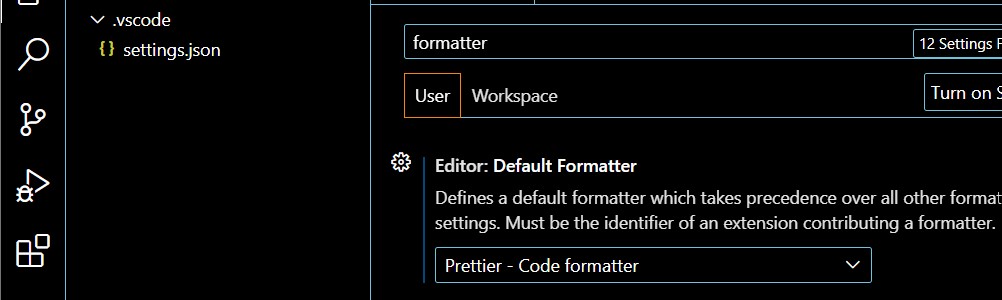 .vscode
{} settings.json
formatter
12 Settings F
User Workspace
Turn on S
Editor: Default Formatter
Defines a default formatter which takes precedence over all other format
settings. Must be the identifier of an extension contributing a formatter.
Prettier - Code formatter